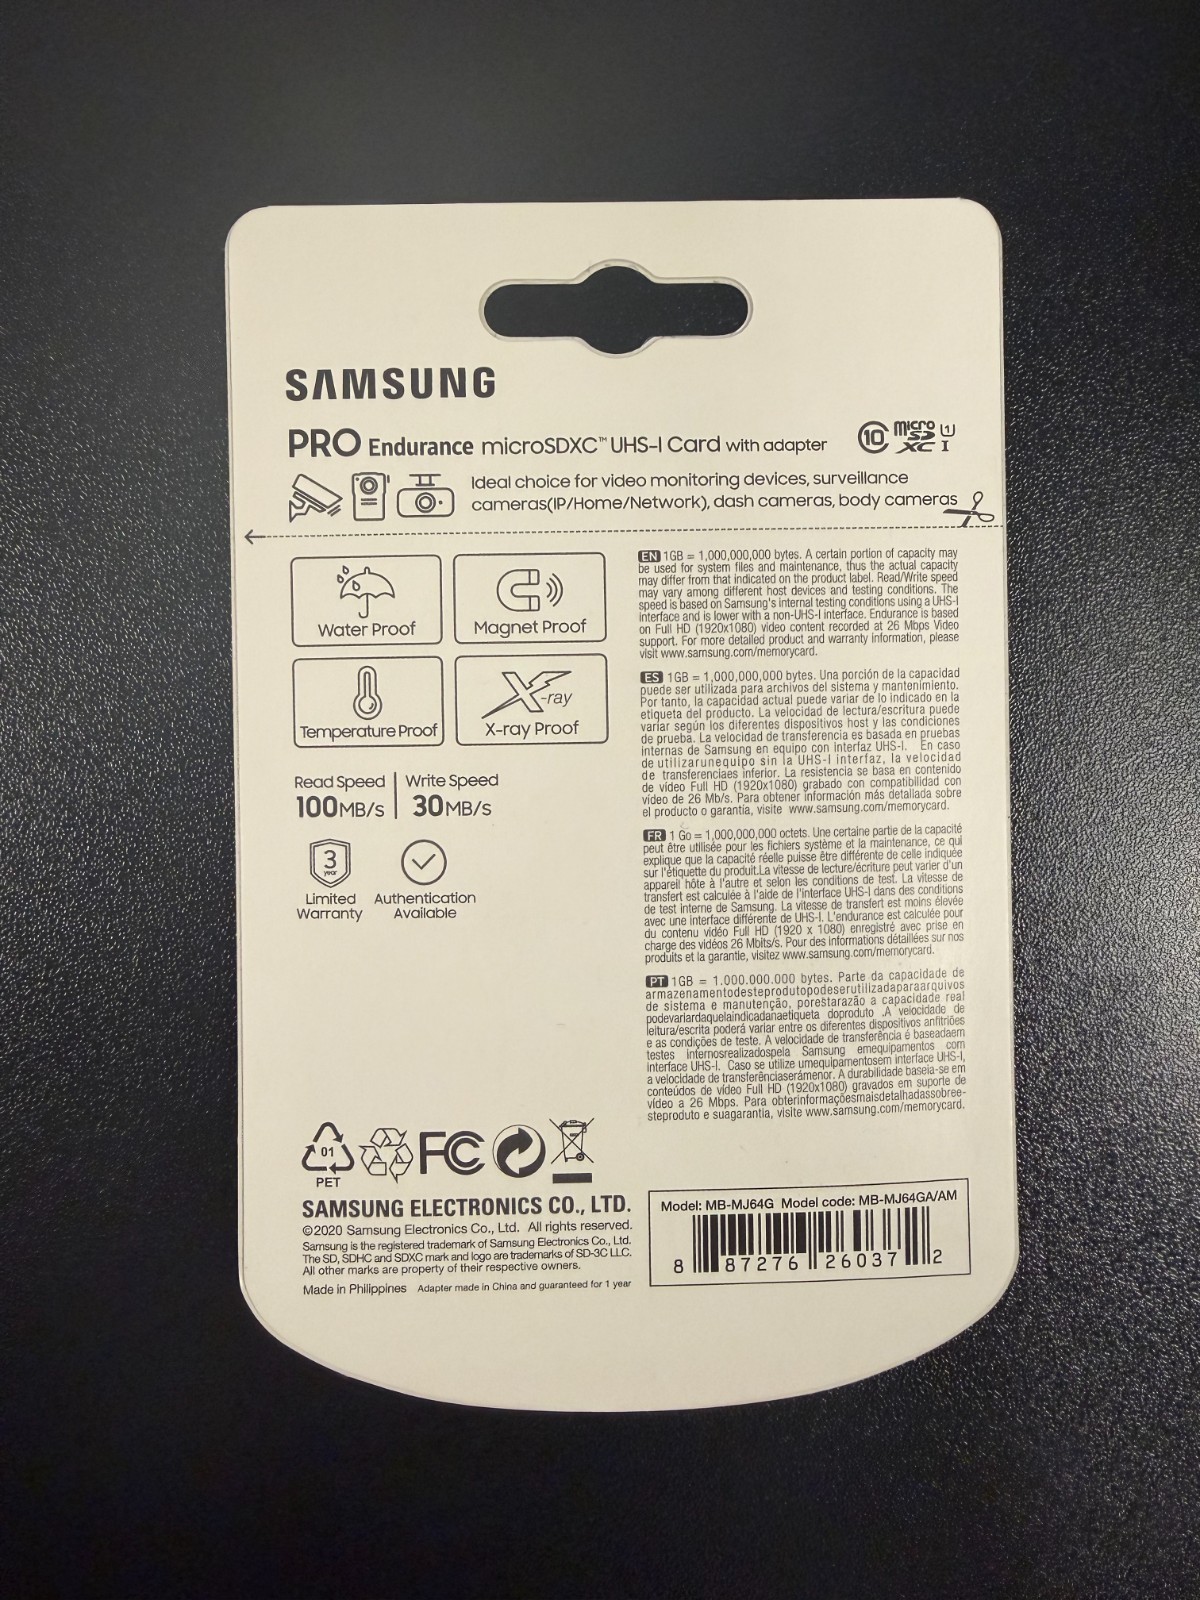 SAMSUNG
PRO Endurance microSDXC™ UHS-I Card with adapter
10 micro SD XC I 1
Ideal choice for video monitoring devices, surveillance
cameras(IP/Home/Network), dash cameras, body cameras
Water Proof
Magnet Proof
Temperature Proof
X-ray
X-ray Proof
Read Speed
100MB/s
Write Speed
30MB/s
3
year
Limited
Warranty
Authentication
Available
EN 1GB = 1,000,000,000 bytes. A certain portion of capacity may
be used for system files and maintenance, thus the actual capacity
may differ from that indicated on the product label. Read/Write speed
may vary among different host devices and testing conditions. The
speed is based on Samsung's internal testing conditions using a UHS-I
interface and is lower with a non-UHS-I interface. Endurance is based
on Full HD (1920x1080) video content recorded at 26 Mbps Video
support. For more detailed product and warranty information, please
visit www.samsung.com/memorycard.
ES 1GB = 1,000,000,000 bytes. Una porción de la capacidad
puede ser utilizada para archivos del sistema y mantenimiento.
Por tanto, la capacidad actual puede variar de lo indicado en la
etiqueta del producto. La velocidad de lectura/escritura puede
variar según los diferentes dispositivos host y las condiciones
de prueba. La velocidad de transferencia es basada en pruebas
internas de Samsung en equipo con interfaz UHS-I. En caso
de utilizarunequipo sin la UHS-I interfaz, la velocidad
de transferenciaes inferior. La resistencia se basa en contenido
de vídeo Full HD (1920x1080) grabado con compatibilidad con
vídeo de 26 Mb/s. Para obtener información más detallada sobre
el producto o garantía, visite www.samsung.com/memorycard.
FR 1 Go = 1,000,000,000 octets. Une certaine partie de la capacité
peut être utilisée pour les fichiers système et la maintenance, ce qui
explique que la capacité réelle puisse être différente de celle indiquée
sur l'étiquette du produit.La vitesse de lecture/écriture peut varier d'un
appareil hôte à l'autre et selon les conditions de test. La vitesse de
transfert est calculée à l'aide de l'interface UHS-I dans des conditions
de test interne de Samsung. La vitesse de transfert est moins élevée
avec une interface différente de UHS-I. L'endurance est calculée pour
du contenu vidéo Full HD (1920 x 1080) enregistré avec prise en
charge des vidéos 26 Mbits/s. Pour des informations détaillées sur nos
produits et la garantie, visitez www.samsung.com/memorycard.
PT 1GB = 1.000.000.000 bytes. Parte da capacidade de
armazenamentodesteprodutopodeserutilizadaparaarquivos
de sistema e manutenção, porestarazão a capacidade real
podevariardaquelaindicadanaetiqueta doproduto .A velocidade de
leitura/escrita poderá variar entre os diferentes dispositivos anfitriões
e as condições de teste. A velocidade de transferência é baseadaem
testes internosrealizadospela Samsung emequipamentos com
interface UHS-I. Caso se utilize umequipamentosem interface UHS-I,
a velocidade de transferênciaserámenor. A durabilidade baseia-se em
conteúdos de vídeo Full HD (1920x1080) gravados em suporte de
vídeo a 26 Mbps. Para obterinformaçõesmaisdetalhadassobree-
steproduto e suagarantia, visite www.samsung.com/memorycard.
01
PET
FC
SAMSUNG ELECTRONICS CO., LTD.
©2020 Samsung Electronics Co., Ltd. All rights reserved.
Samsung is the registered trademark of Samsung Electronics Co., Ltd.
The SD, SDHC and SDXC mark and logo are trademarks of SD-3C LLC.
All other marks are property of their respective owners.
Made in Philippines Adapter made in China and guaranteed for 1 year
Model: MB-MJ64G Model code: MB-MJ64GA/AM
8 87276 26037 2